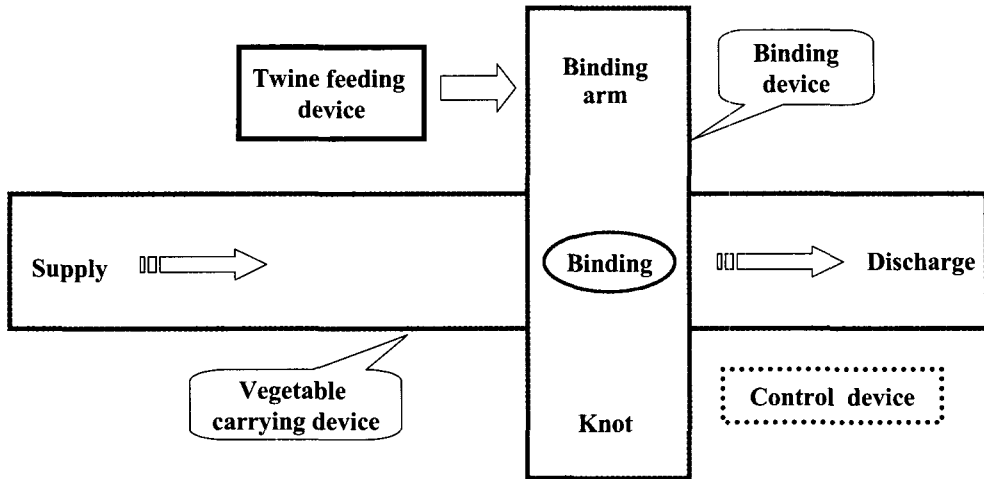 Twine feeding
device
Binding
arm
Binding
device
Supply
Binding
Discharge
Vegetable
carrying device
Knot
Control device